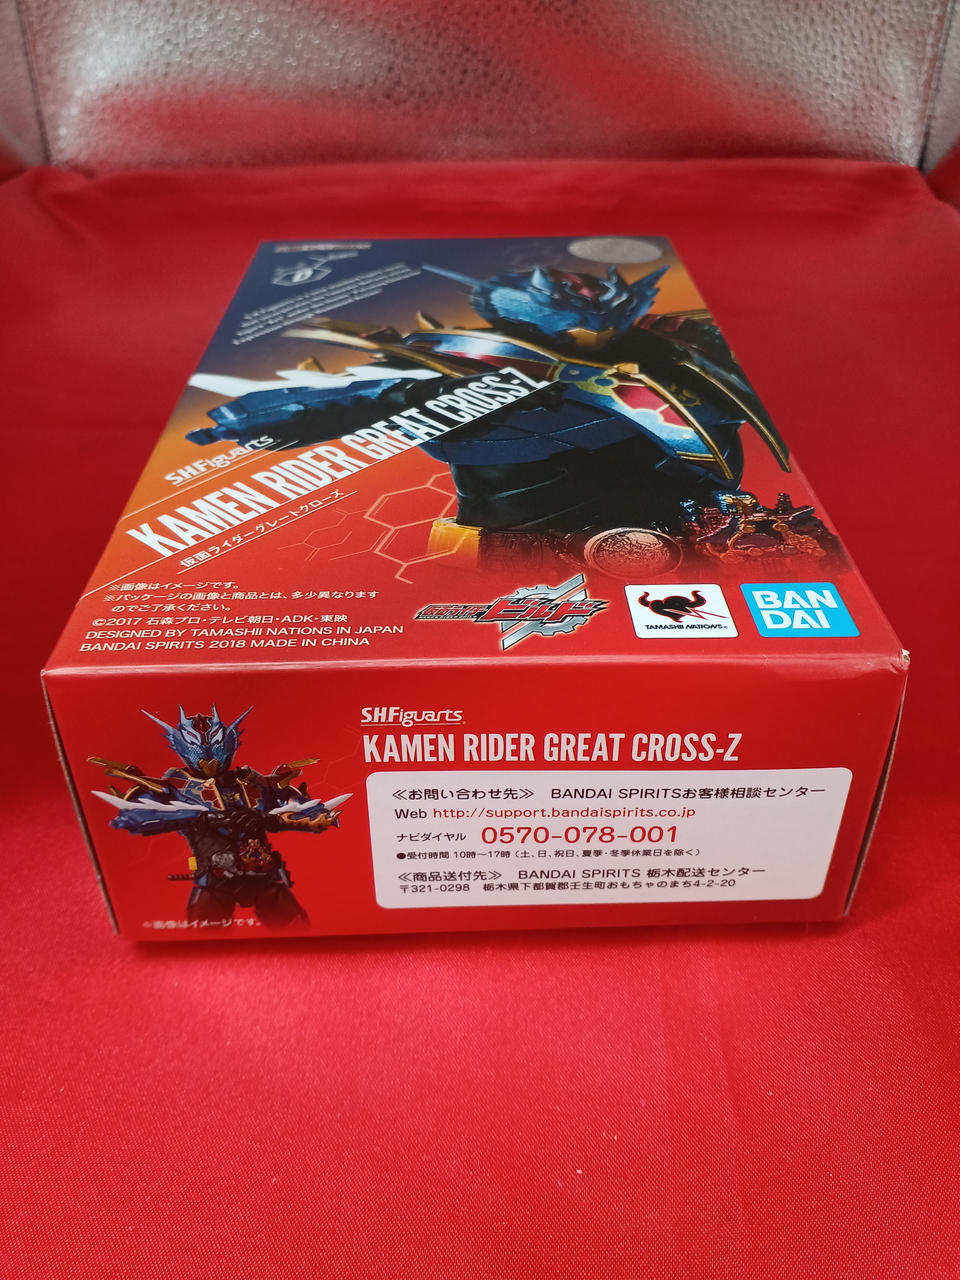 S.H.Figuarts
KAMEN RIDER GREAT CROSS-Z
仮面ライダーグレートクローズ
※画像はイメージです。
※パッケージの画像と商品とは、多少異なります
のでご了承ください。
©2017 石森プロ・テレビ朝日・ADK・東映
DESIGNED BY TAMASHII NATIONS IN JAPAN
BANDAI SPIRITS 2018 MADE IN CHINA
仮面ライダー
ビルド
TAMASHII NATIONS
BAN
DAI
S.H.Figuarts
KAMEN RIDER GREAT CROSS-Z
≪お問い合わせ先≫ BANDAI SPIRITSお客様相談センター
Web http://support.bandaispirits.co.jp
ナビダイヤル 0570-078-001
●受付時間 10時〜17時（土、日、祝日、夏季・冬季休業日を除く）
≪商品送付先≫ BANDAI SPIRITS 栃木配送センター
〒321-0298 栃木県下都賀郡壬生町おもちゃのまち4-2-20
※画像はイメージです。